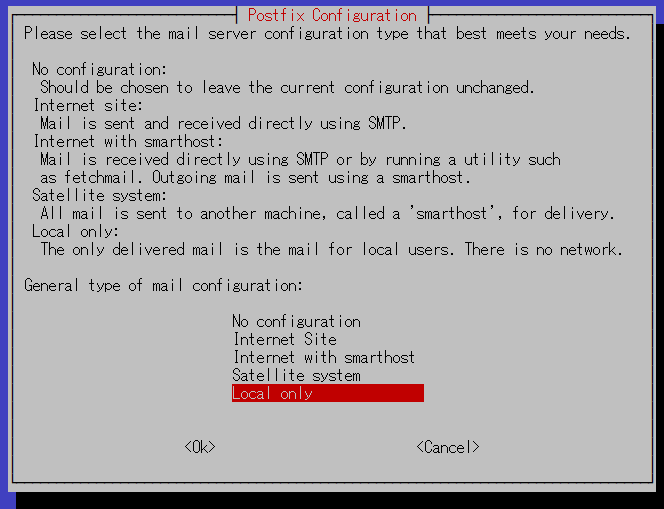 Postfix Configuration
Please select the mail server configuration type that best meets your needs.
No configuration:
Should be chosen to leave the current configuration unchanged.
Internet site:
Mail is sent and received directly using SMTP.
Internet with smarthost:
Mail is received directly using SMTP or by running a utility such
as fetchmail. Outgoing mail is sent using a smarthost.
Satellite system:
All mail is sent to another machine, called a 'smarthost', for delivery.
Local only:
The only delivered mail is the mail for local users. There is no network.
General type of mail configuration:
No configuration
Internet Site
Internet with smarthost
Satellite system
Local only
<Ok> <Cancel>